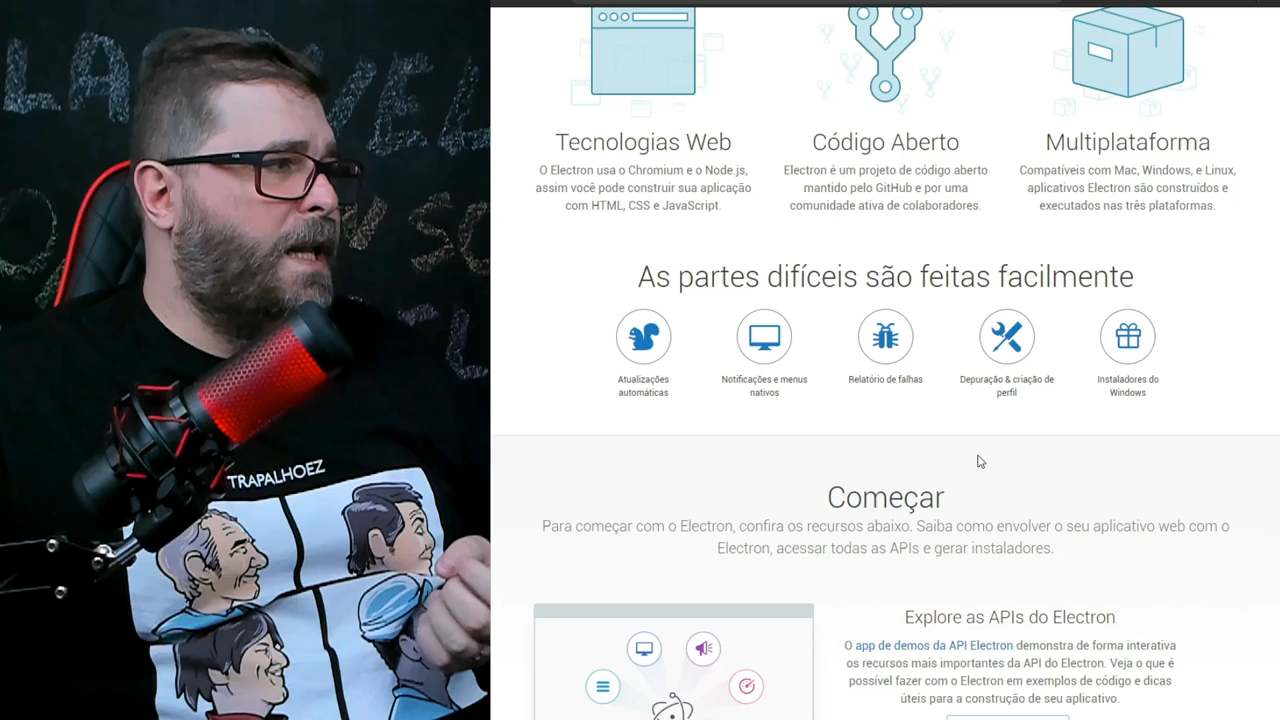 TRAPALHOEZ
Tecnologias Web
O Electron usa o Chromium e o Node.js,
assim você pode construir sua aplicação
com HTML, CSS e JavaScript.
Código Aberto
Electron é um projeto de código aberto
mantido pelo GitHub e por uma
comunidade ativa de colaboradores.
Multiplataforma
Compatíveis com Mac, Windows, e Linux,
aplicativos Electron são construídos e
executados nas três plataformas.
As partes difíceis são feitas facilmente
Atualizações
automáticas
Notificações e menus
nativos
Relatório de falhas
Depuração & criação de
perfil
Instaladores do
Windows
Começar
Para começar com o Electron, confira os recursos abaixo. Saiba como envolver o seu aplicativo web com o
Electron, acessar todas as APIs e gerar instaladores.
Explore as APIs do Electron
O app de demos da API Electron demonstra de forma interativa
os recursos mais importantes da API do Electron. Veja o que é
possível fazer com o Electron em exemplos de código e dicas
úteis para a construção de seu aplicativo.